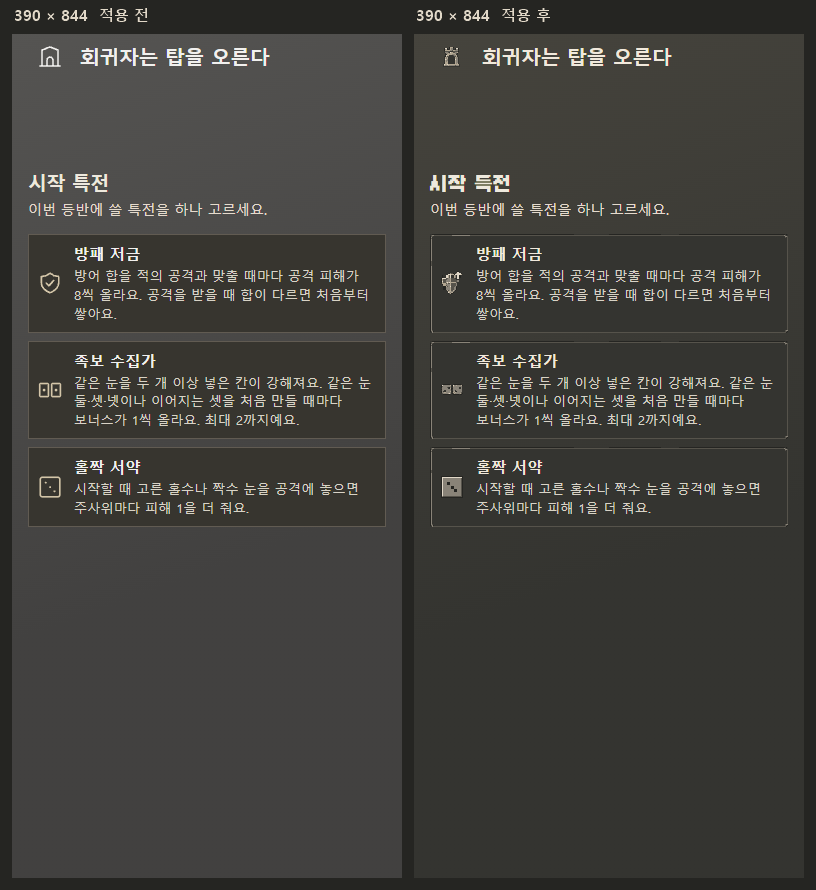 390 × 844 적용 전
회귀자는 탑을 오른다
시작 특전
이번 등반에 쓸 특전을 하나 고르세요.
방패 저금
방어 합을 적의 공격과 맞출 때마다 공격 피해가
8씩 올라요. 공격을 받을 때 합이 다르면 처음부터
쌓아요.
족보 수집가
같은 눈을 두 개 이상 넣은 칸이 강해져요. 같은 눈
둘·셋·넷이나 이어지는 셋을 처음 만들 때마다
보너스가 1씩 올라요. 최대 2까지예요.
홀짝 서약
시작할 때 고른 홀수나 짝수 눈을 공격에 놓으면
주사위마다 피해 1을 더 줘요.
390 × 844 적용 후
회귀자는 탑을 오른다
시작 특전
이번 등반에 쓸 특전을 하나 고르세요.
방패 저금
방어 합을 적의 공격과 맞출 때마다 공격 피해가
8씩 올라요. 공격을 받을 때 합이 다르면 처음부터
쌓아요.
족보 수집가
같은 눈을 두 개 이상 넣은 칸이 강해져요. 같은 눈
둘·셋·넷이나 이어지는 셋을 처음 만들 때마다
보너스가 1씩 올라요. 최대 2까지예요.
홀짝 서약
시작할 때 고른 홀수나 짝수 눈을 공격에 놓으면
주사위마다 피해 1을 더 줘요.